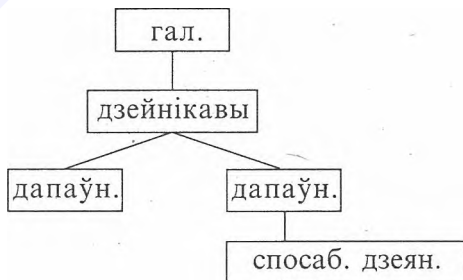 гал.
дзейнікавы
дапаўн. дапаўн.
спосаб. дзеян.